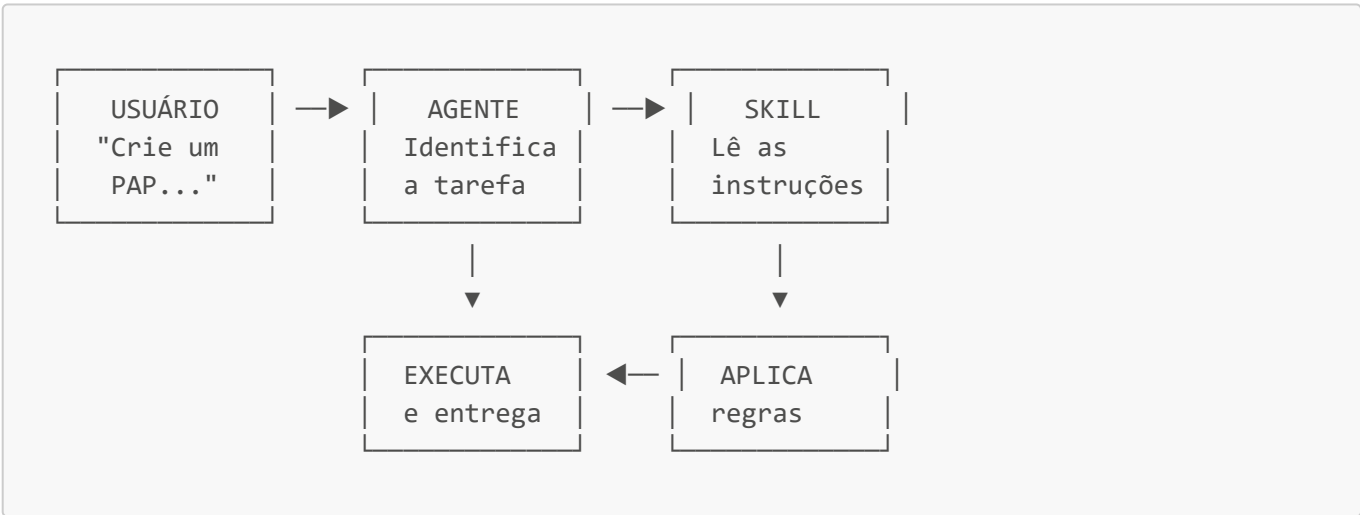 USUÁRIO
"Crie um
PAP..."
AGENTE
Identifica
a tarefa
SKILL
Lê as
instruções
EXECUTA
e entrega
APLICA
regras